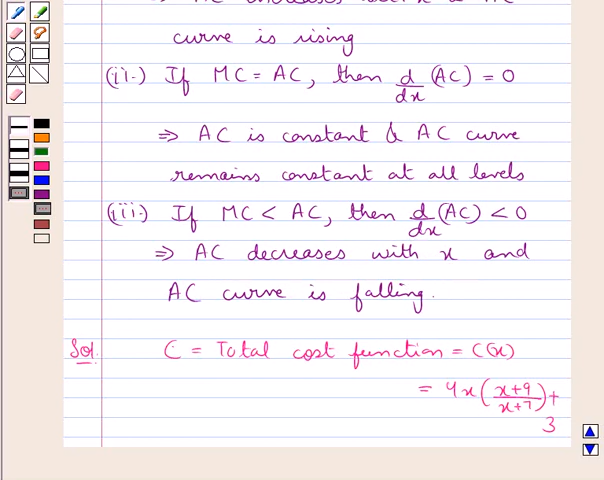 curve is rising
(ii.) If MC = AC, then d/dx (AC) = 0
⇒ AC is constant & AC curve
remains constant at all levels
(iii.) If MC < AC, then d/dx (AC) < 0
⇒ AC decreases with x and
AC curve is falling.
Sol. C = Total cost function = C(x)
= 4x ( x+9 / x+7 ) +
3